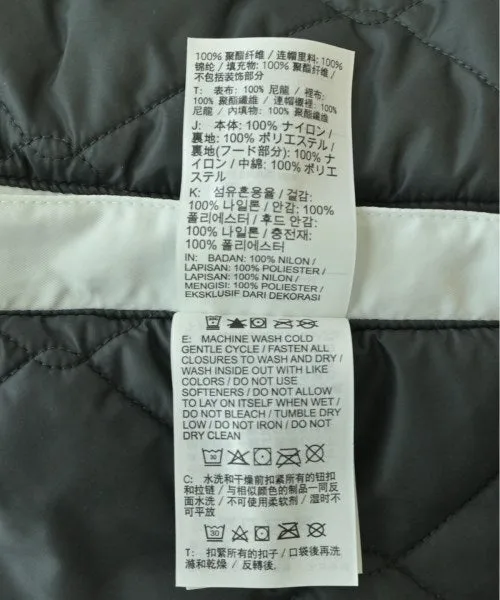 100% 聚酯纤维 / 连帽里料: 100%
锦纶 / 填充物: 100% 聚酯纤维 /
不包括装饰部分
T: 表布: 100% 尼龍 / 裡布:
100% 聚酯纖維 / 連帽襯裡: 100%
尼龍 / 內填物: 100% 聚酯纖維
J: 本体: 100% ナイロン /
裏地: 100% ポリエステル /
裏地(フード部分): 100% ナ
イロン / 中綿: 100% ポリエ
ステル
K: 섬유혼용율 / 겉감:
100% 나일론 / 안감: 100%
폴리에스터 / 후드 안감:
100% 나일론 / 충전재:
100% 폴리에스터
IN: BADAN: 100% NILON /
LAPISAN: 100% POLIESTER /
LAPISAN: 100% NILON /
MENGISI: 100% POLIESTER /
EKSKLUSIF DARI DEKORASI
E: MACHINE WASH COLD
GENTLE CYCLE / FASTEN ALL
CLOSURES TO WASH AND DRY /
WASH INSIDE OUT WITH LIKE
COLORS / DO NOT USE
SOFTENERS / DO NOT ALLOW
TO LAY ON ITSELF WHEN WET /
DO NOT BLEACH / TUMBLE DRY
LOW / DO NOT IRON / DO NOT
DRY CLEAN
30
C: 水洗和干燥前扣紧所有的钮扣
和拉链 / 与相似颜色的制品一同反
面水洗 / 不可使用柔软剂 / 湿时不
可平放
30
T: 扣緊所有的扣子 / 口袋後再洗
滌和乾燥 / 反轉後,